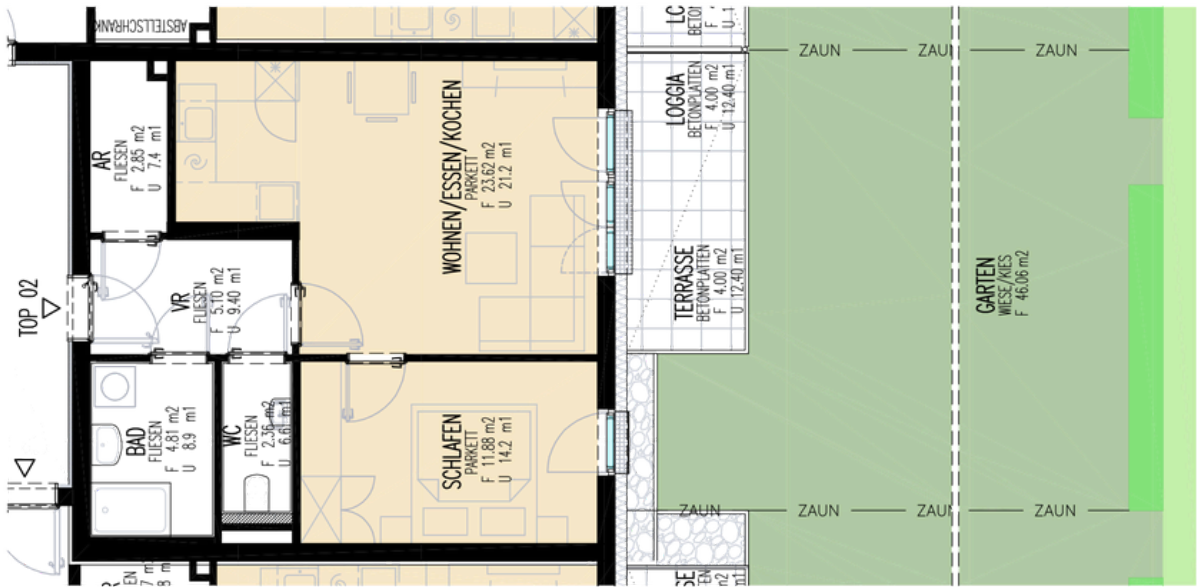 ABSTELLSCHRANK
AR
FLIESEN
F 2.85 m2
U 7.4 m1
WOHNEN/ESSEN/KOCHEN
PARKETT
F 23.62 m2
U 21.2 m1
LOGGIA
BETONPLATTEN
F 4.00 m2
U 12.40 m1
TERRASSE
BETONPLATTEN
F 4.00 m2
U 12.40 m1
GARTEN
WIESE/KIES
F 46.06 m2
ZAUN
ZAUN
ZAUN
TOP 02
VR
FLIESEN
F 5.10 m2
U 9.40 m1
BAD
FLIESEN
F 4.81 m2
U 8.9 m1
WC
FLIESEN
F 2.36 m2
U 6.6 m1
SCHLAFEN
PARKETT
F 11.88 m2
U 14.2 m1
ZAUN
ZAUN
ZAUN
ZAUN